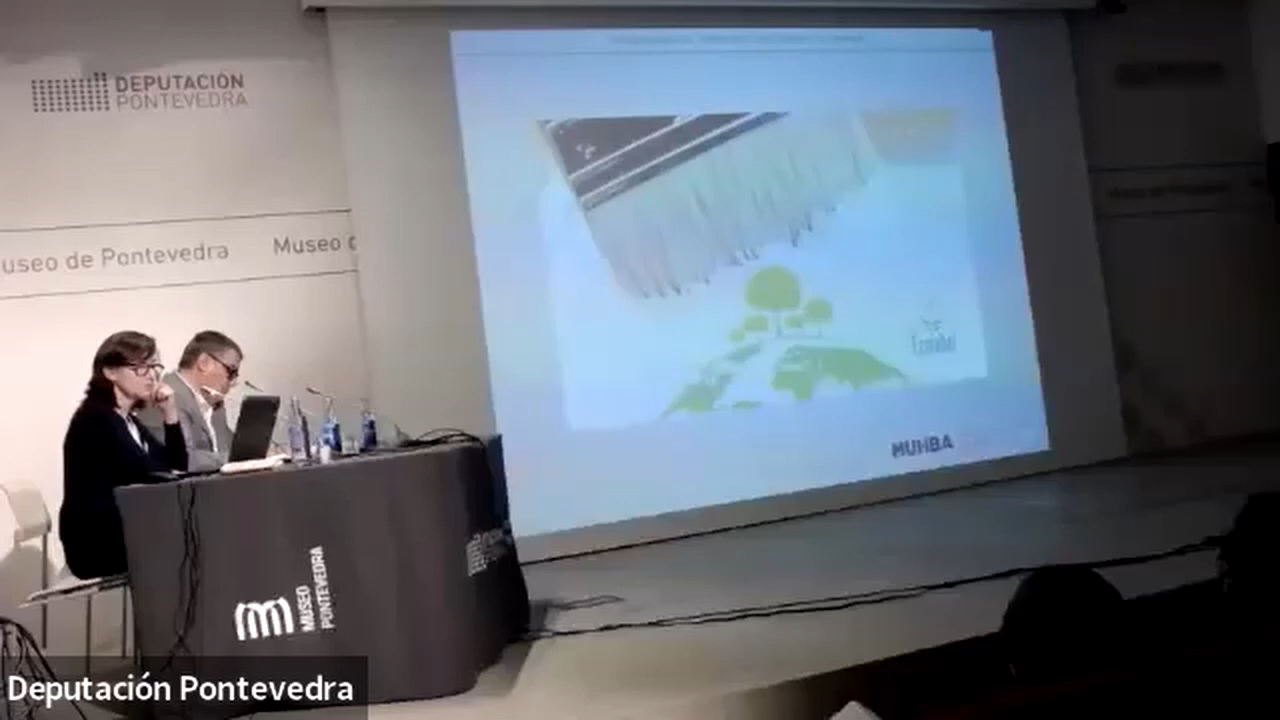 DEPUTACIÓN
PONTEVEDRA
useo de Pontevedra
Museo d
MUHBA
MUSEO
PONTEVEDRA
Deputación Pontevedra